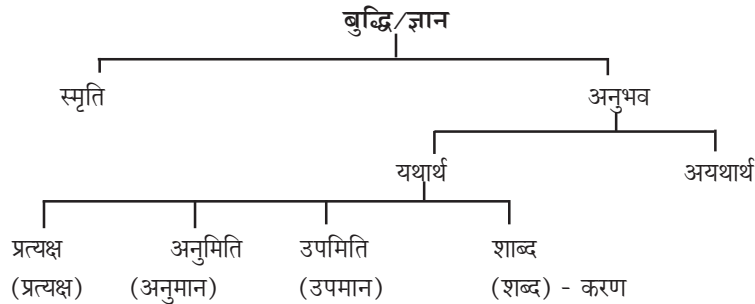 बुद्धि/ज्ञान
स्मृति अनुभव
यथार्थ अयथार्थ
प्रत्यक्ष अनुमिति उपमिति शाब्द
(प्रत्यक्ष) (अनुमान) (उपमान) (शब्द) - करण